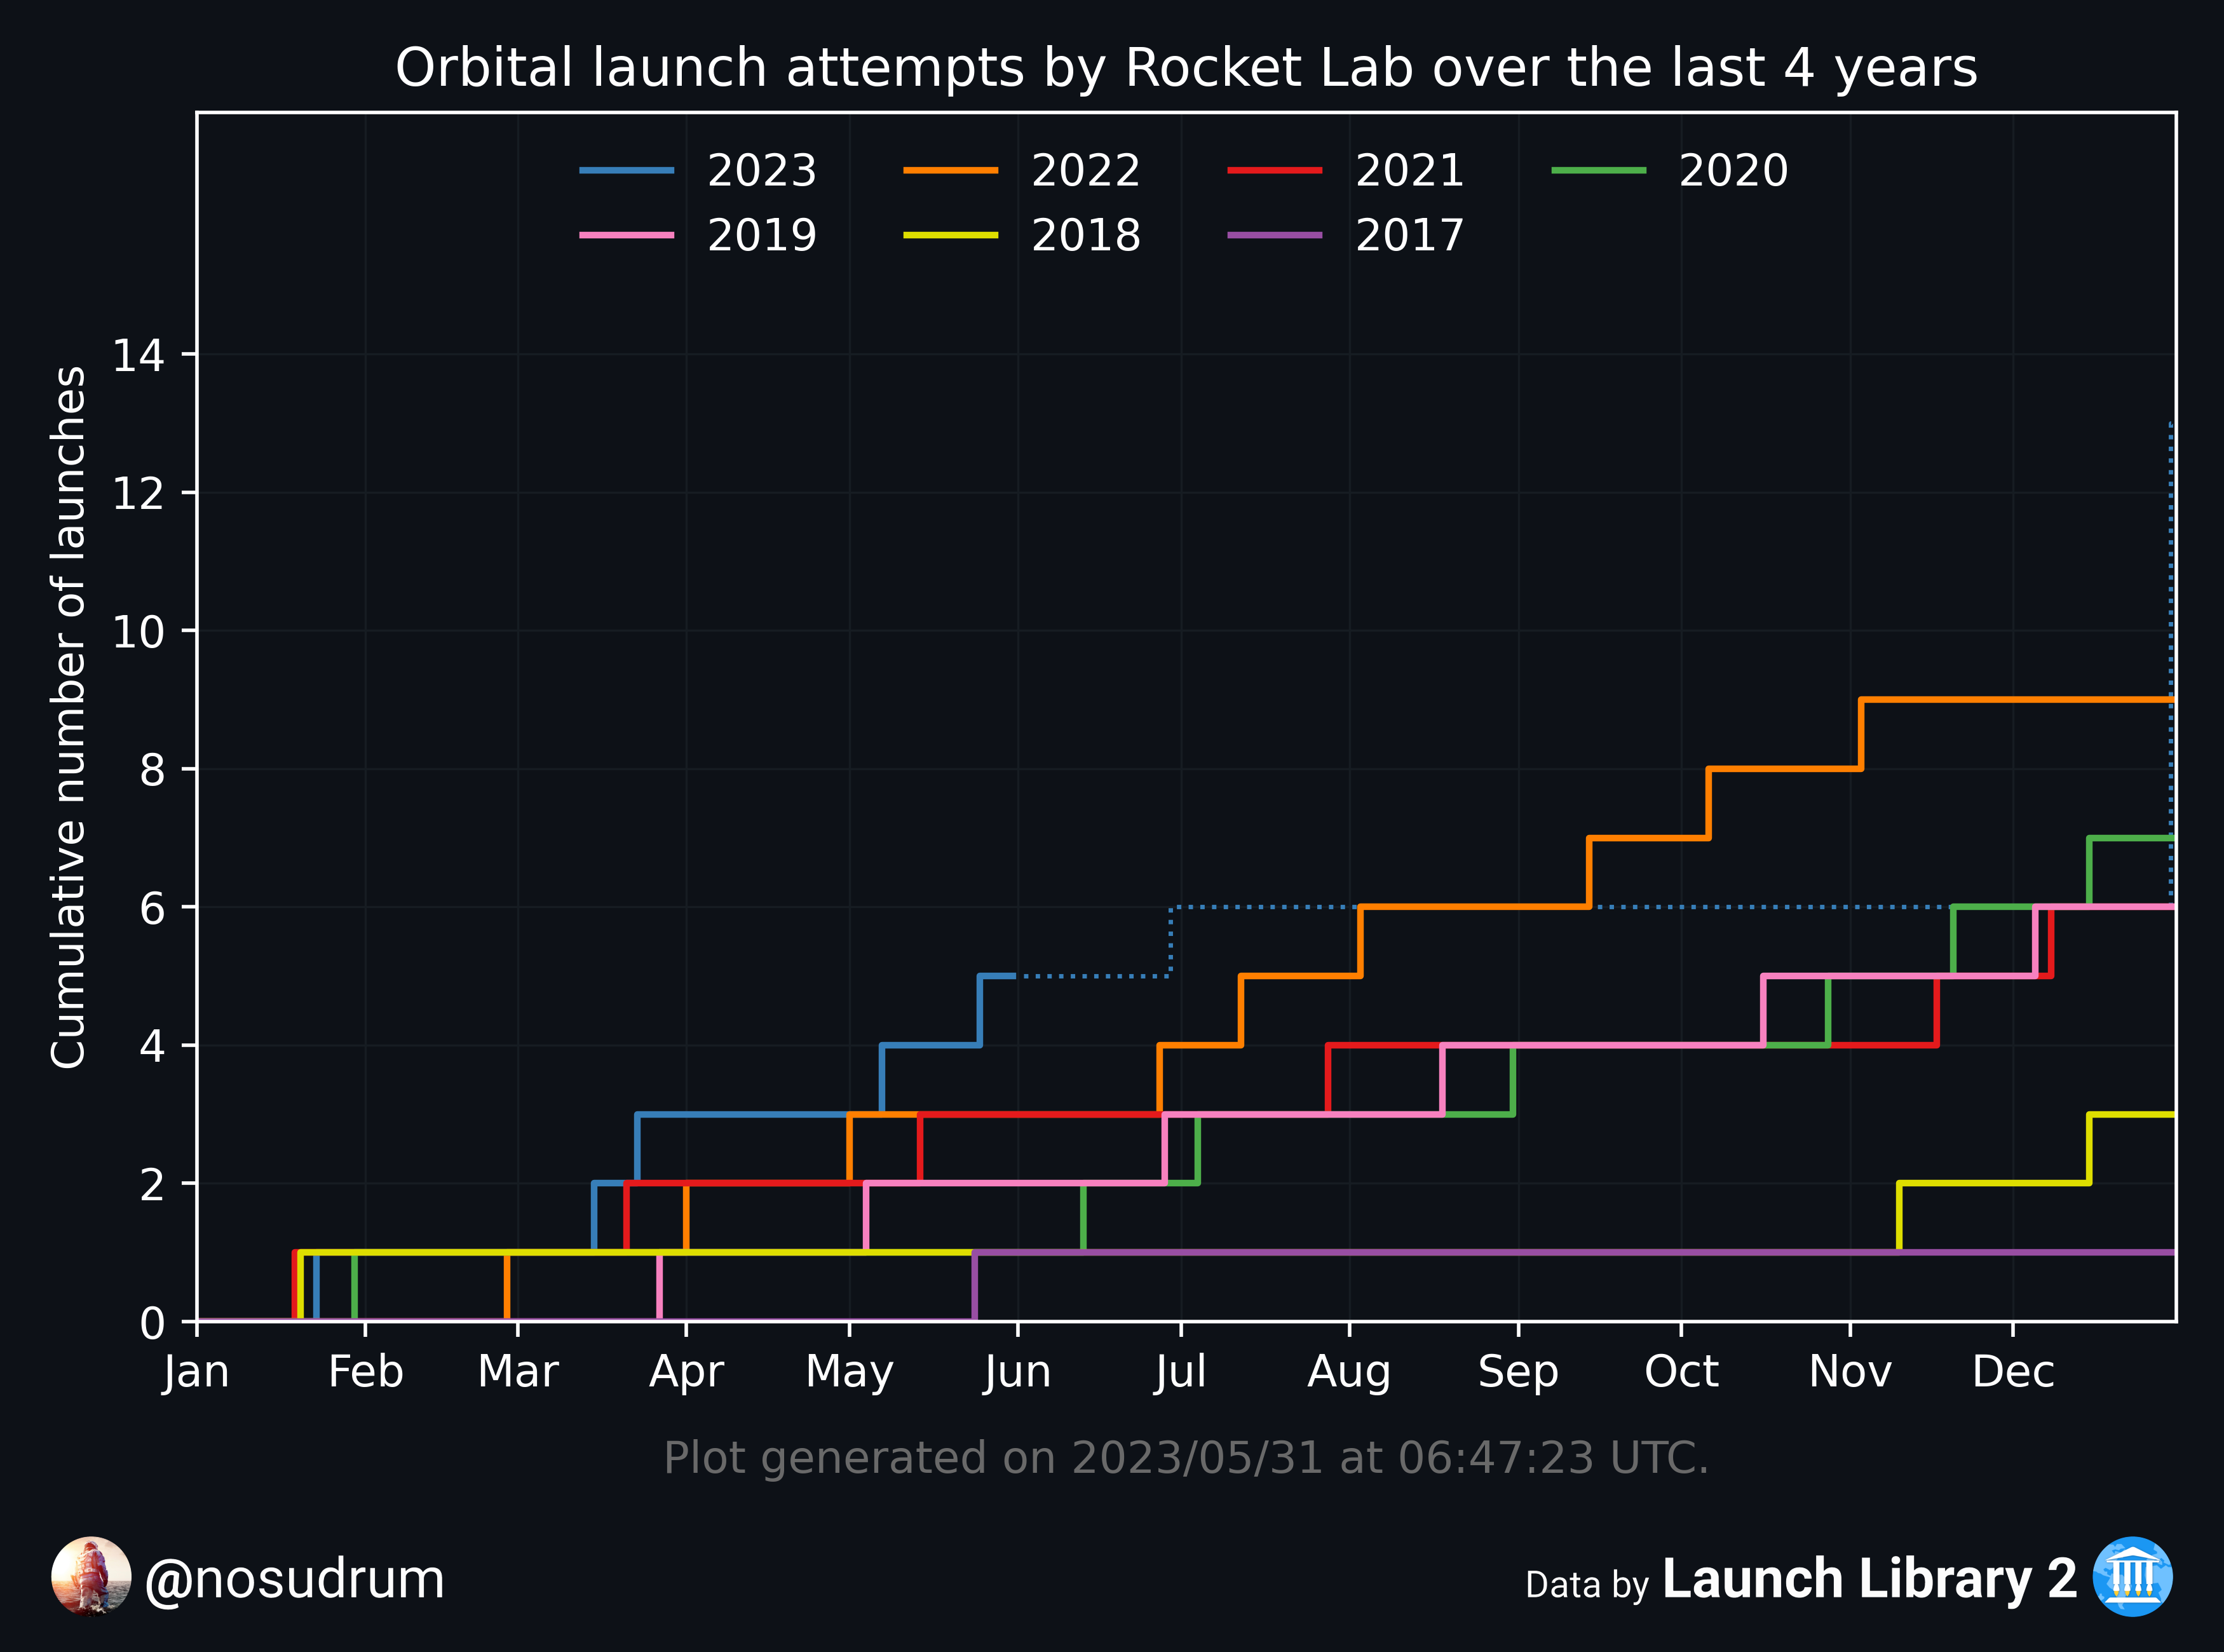 Orbital launch attempts by Rocket Lab over the last 4 years
2023 2022 2021 2020
2019 2018 2017
Cumulative number of launches
14
12
10
8
6
4
2
0
Jan Feb Mar Apr May Jun Jul Aug Sep Oct Nov Dec
Plot generated on 2023/05/31 at 06:47:23 UTC.
@nosudrum
Data by Launch Library 2